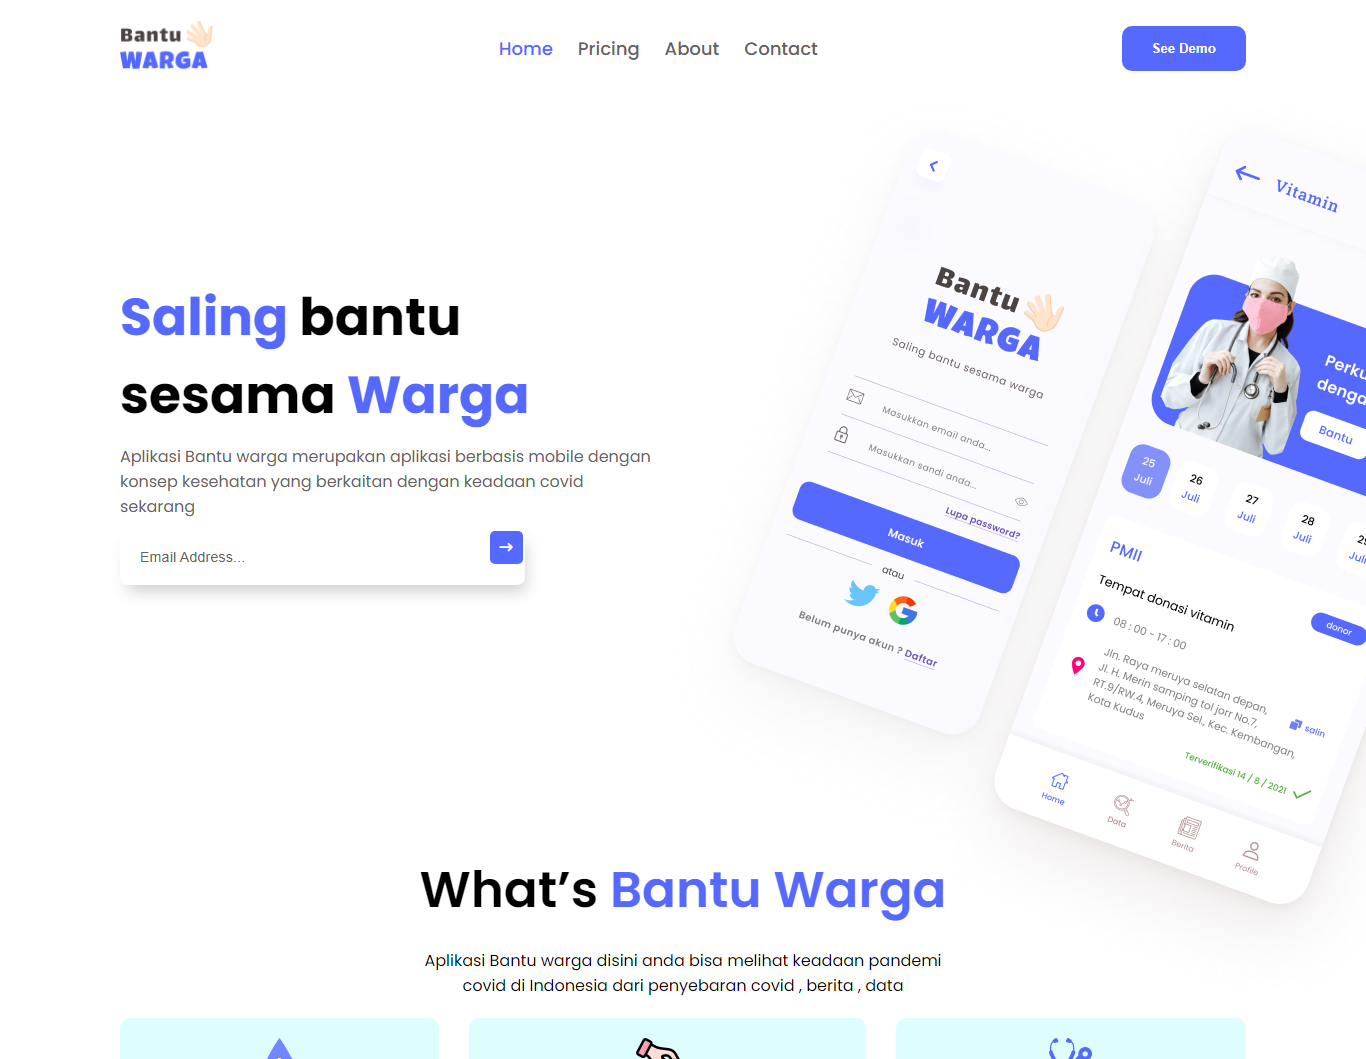 Bantu
WARGA
Home Pricing About Contact
See Demo
Saling bantu
sesama Warga
Aplikasi Bantu warga merupakan aplikasi berbasis mobile dengan
konsep kesehatan yang berkaitan dengan keadaan covid
sekarang
Email Address...
Bantu
WARGA
Saling bantu sesama warga
Masukkan email anda...
Masukkan sandi anda...
Lupa password?
Masuk
atau
Belum punya akun ? Daftar
Vitamin
Perku
denga
Bantu
25
Juli
26
Juli
27
Juli
28
Juli
29
Juli
PMII
Tempat donasi vitamin
donor
08 : 00 - 17 : 00
Jln. Raya meruya selatan depan,
Jl. H. Merin samping tol jorr No.7,
RT.9/RW.4, Meruya Sel., Kec. Kembangan,
Kota Kudus
salin
Terverifikasi 14 / 8 / 2021
Home
Data
Berita
Profile
What's Bantu Warga
Aplikasi Bantu warga disini anda bisa melihat keadaan pandemi
covid di Indonesia dari penyebaran covid , berita , data